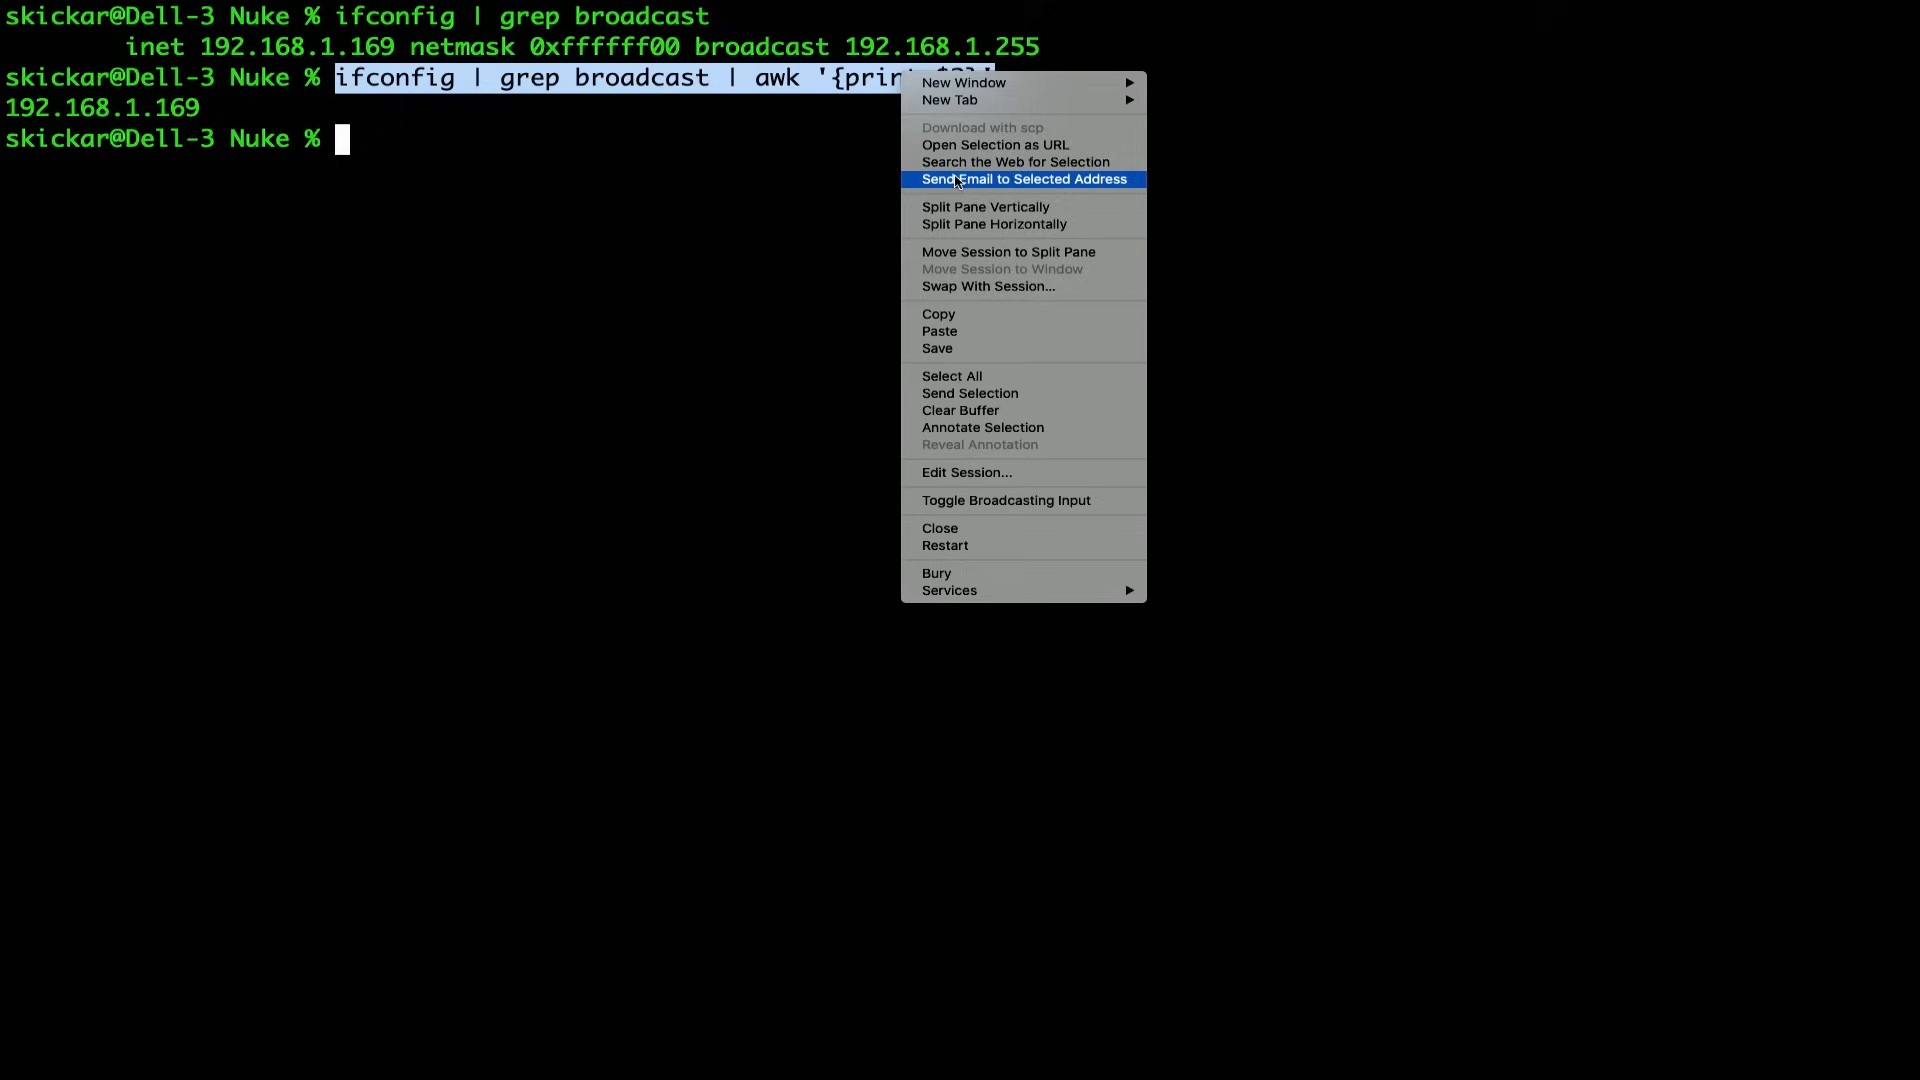 skickar@Dell-3 Nuke % ifconfig | grep broadcast
inet 192.168.1.169 netmask 0xffffff00 broadcast 192.168.1.255
skickar@Dell-3 Nuke % ifconfig | grep broadcast | awk '{prin
192.168.1.169
skickar@Dell-3 Nuke %
New Window
New Tab
Download with scp
Open Selection as URL
Search the Web for Selection
Send Email to Selected Address
Split Pane Vertically
Split Pane Horizontally
Move Session to Split Pane
Move Session to Window
Swap With Session...
Copy
Paste
Save
Select All
Send Selection
Clear Buffer
Annotate Selection
Reveal Annotation
Edit Session...
Toggle Broadcasting Input
Close
Restart
Bury
Services